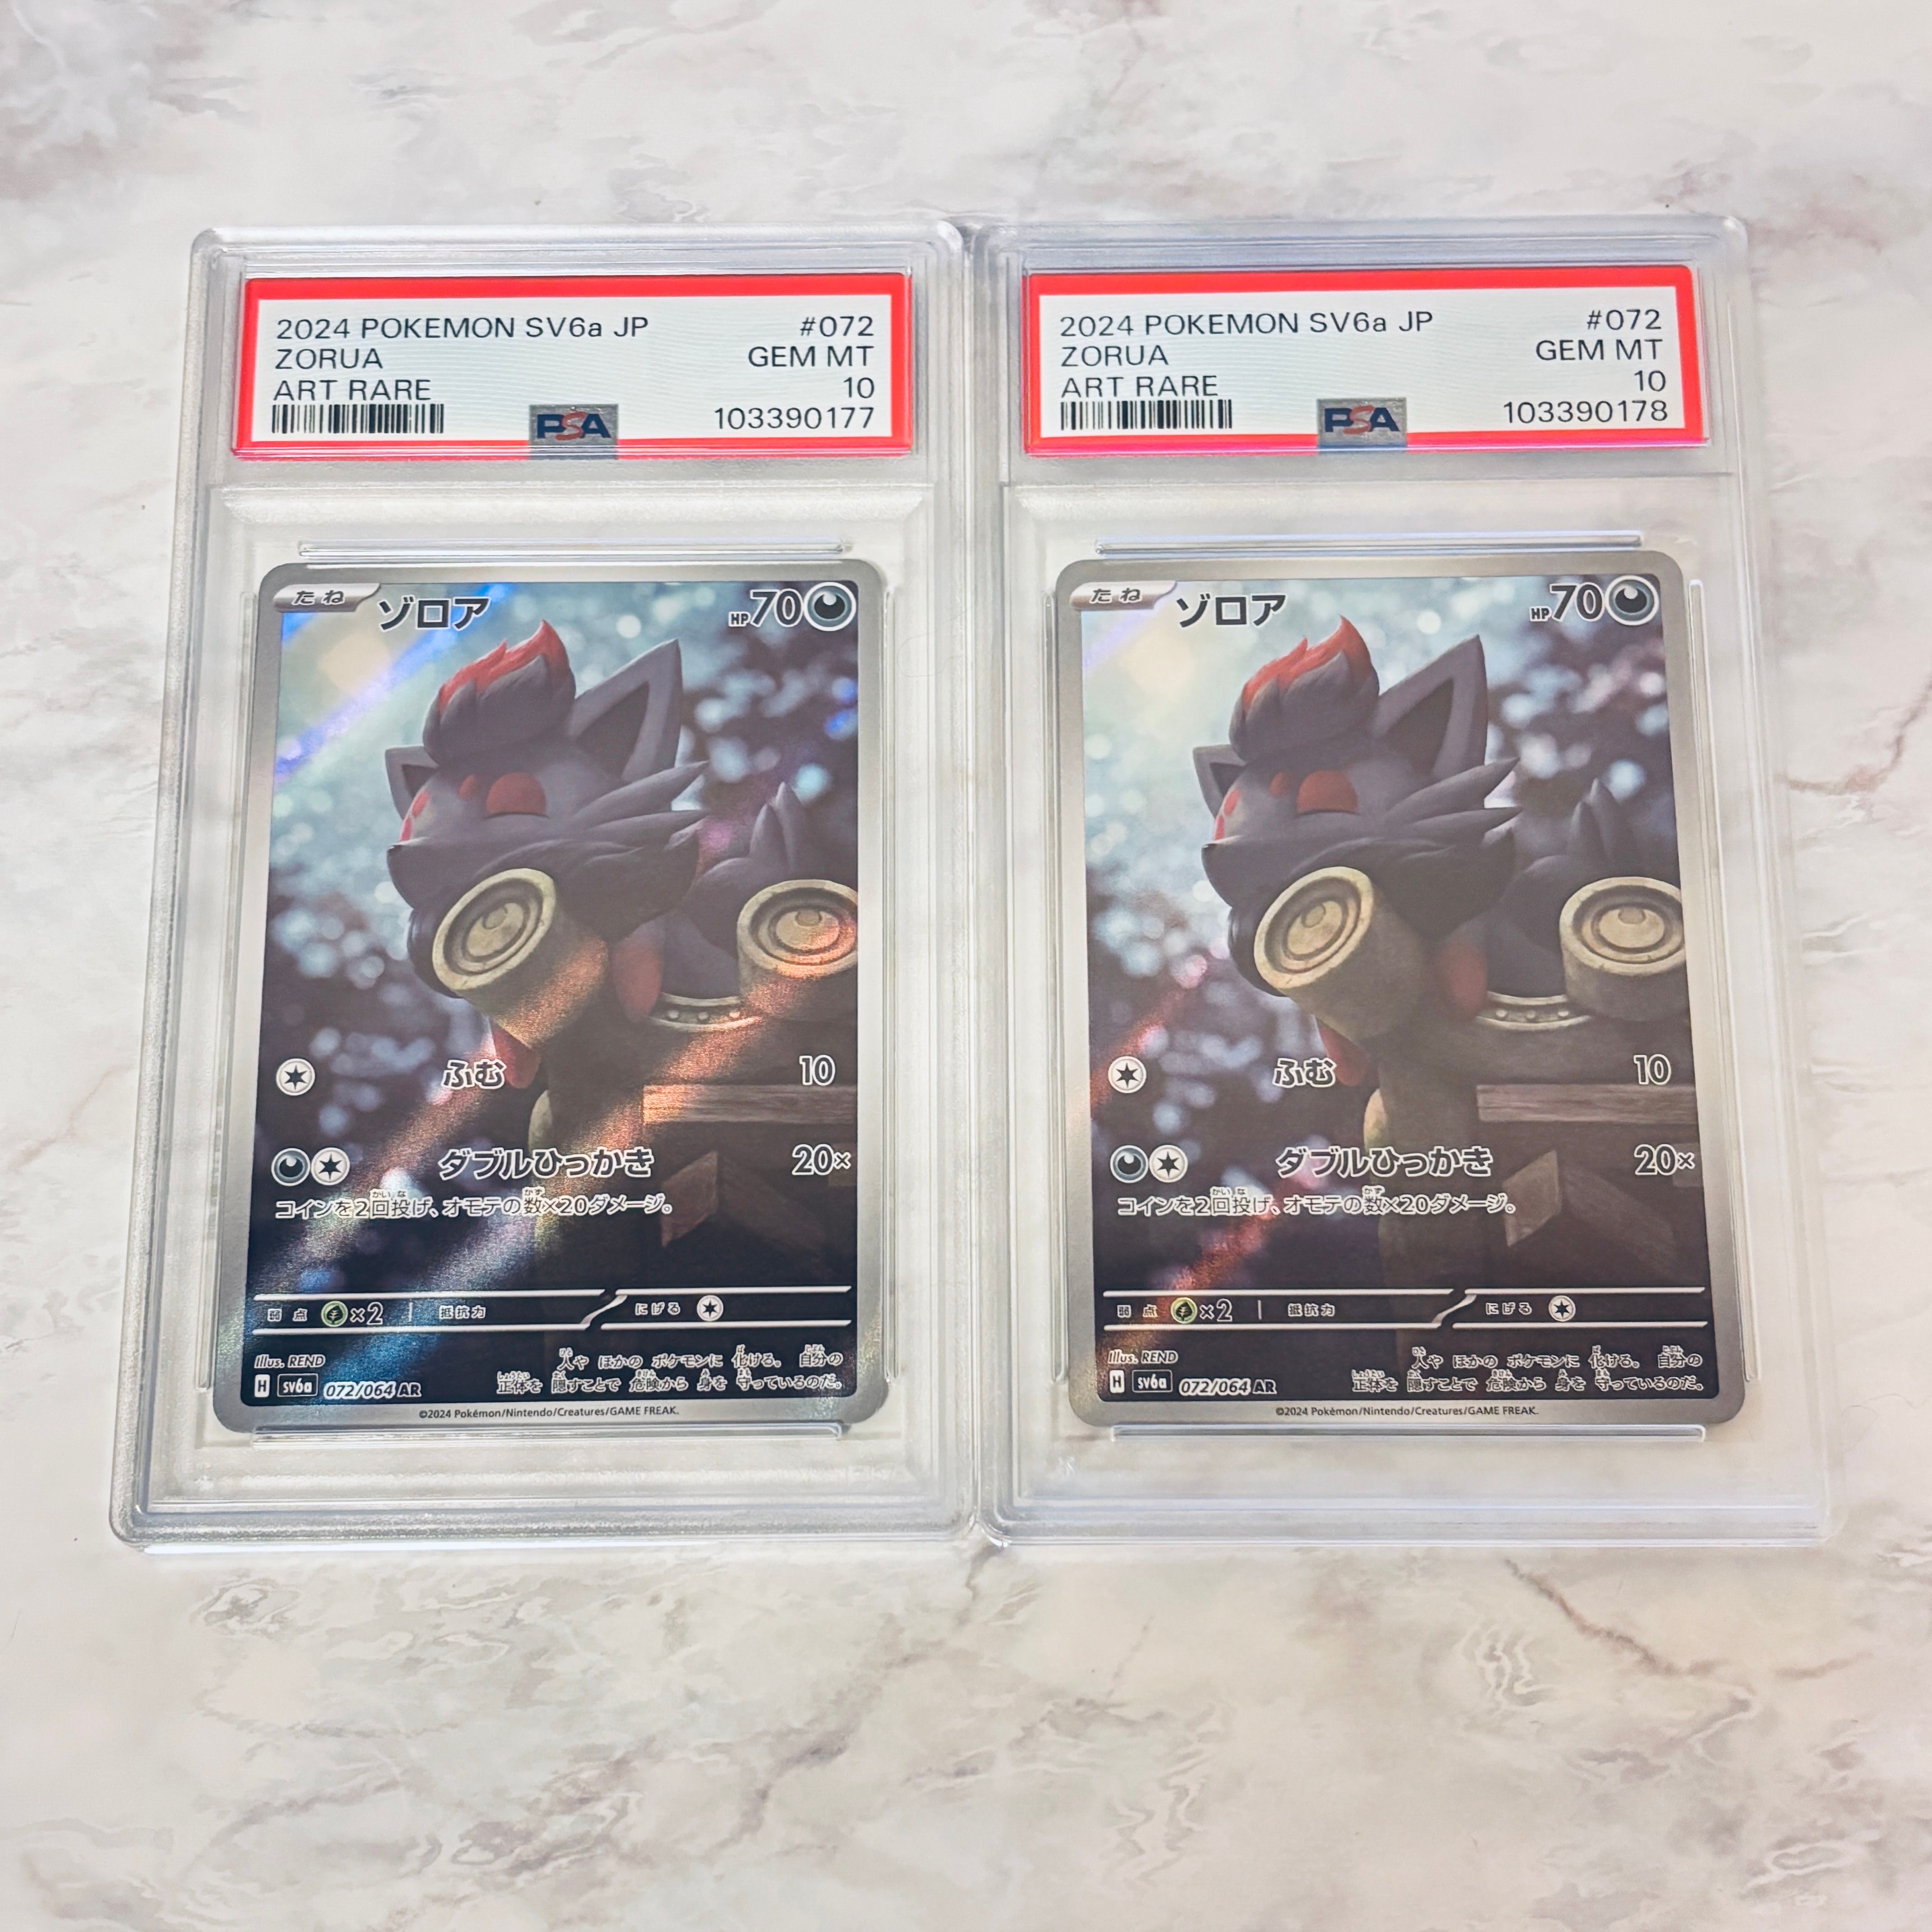 2024 POKEMON SV6a JP #072
ZORUA GEM MT
ART RARE 10
PSA 103390177
たね ゾロア HP70
ふむ 10
ダブルひっかき 20×
コインを2回投げ、オモテの数×20ダメージ。
弱点 ×2 抵抗力 にげる
Illus. REND
人や ほかの ポケモンに 化ける。 自分の
正体を 隠すことで 危険から 身を 守っているのだ。
H sv6a 072/064 AR
©2024 Pokémon/Nintendo/Creatures/GAME FREAK.
2024 POKEMON SV6a JP #072
ZORUA GEM MT
ART RARE 10
PSA 103390178
たね ゾロア HP70
ふむ 10
ダブルひっかき 20×
コインを2回投げ、オモテの数×20ダメージ。
弱点 ×2 抵抗力 にげる
Illus. REND
人や ほかの ポケモンに 化ける。 自分の
正体を 隠すことで 危険から 身を 守っているのだ。
H sv6a 072/064 AR
©2024 Pokémon/Nintendo/Creatures/GAME FREAK.